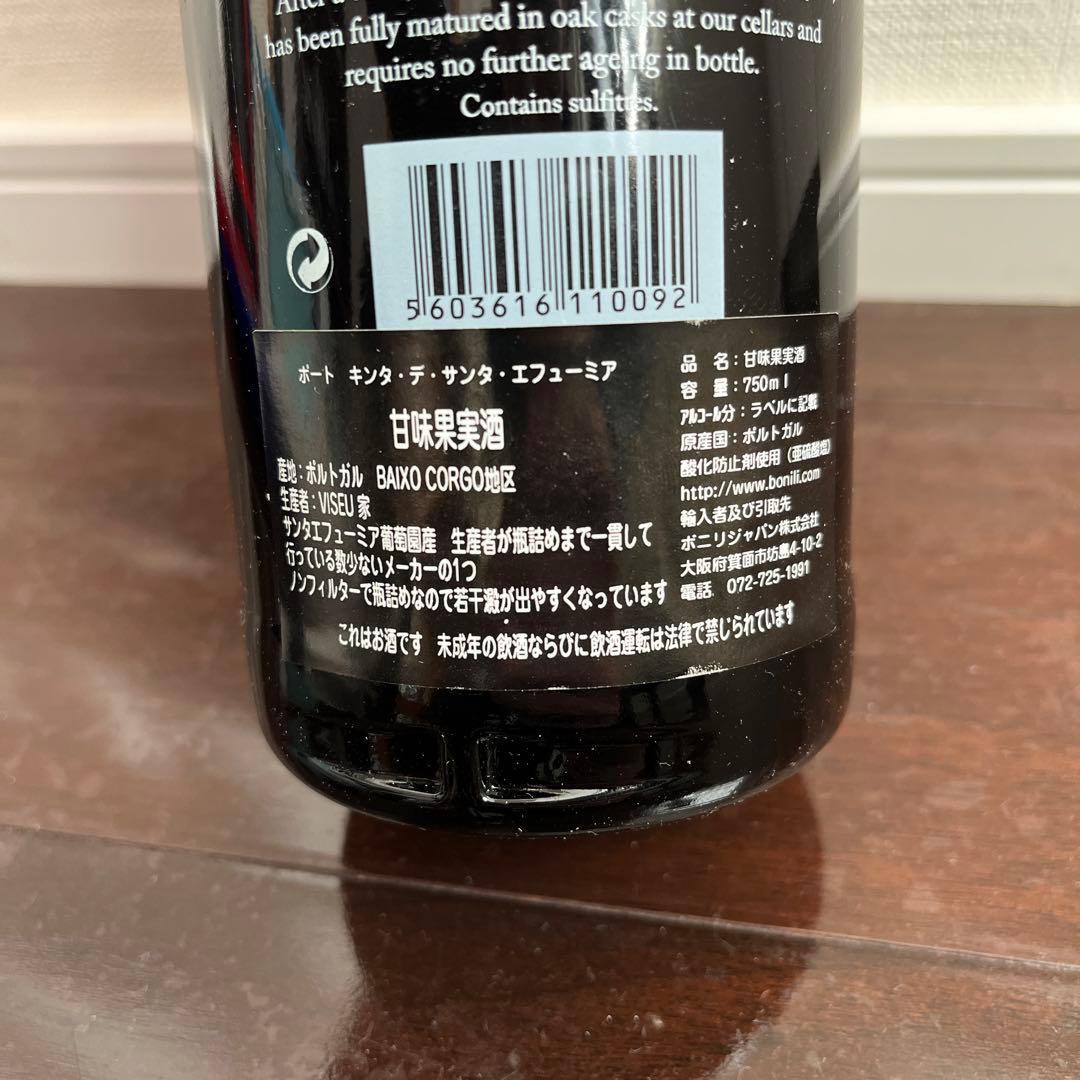 After a
has been fully matured in oak casks at our cellars and
requires no further ageing in bottle.
Contains sulfittes.
5 603616 110092
ポート キンタ・デ・サンタ・エフューミア
甘味果実酒
産地:ポルトガル BAIXO CORGO地区
生産者:VISEU 家
サンタエフューミア葡萄園産 生産者が瓶詰めまで一貫して
行っている数少ないメーカーの1つ
ノンフィルターで瓶詰めなので若干澱が出やすくなっています
品 名:甘味果実酒
容 量:750ml
アルコール分:ラベルに記載
原産国:ポルトガル
酸化防止剤使用(亜硫酸塩)
http://www.bonili.com
輸入者及び引取先
ボニリジャパン株式会社
大阪府箕面市坊島4-10-2
電話 072-725-1991
これはお酒です 未成年の飲酒ならびに飲酒運転は法律で禁じられています